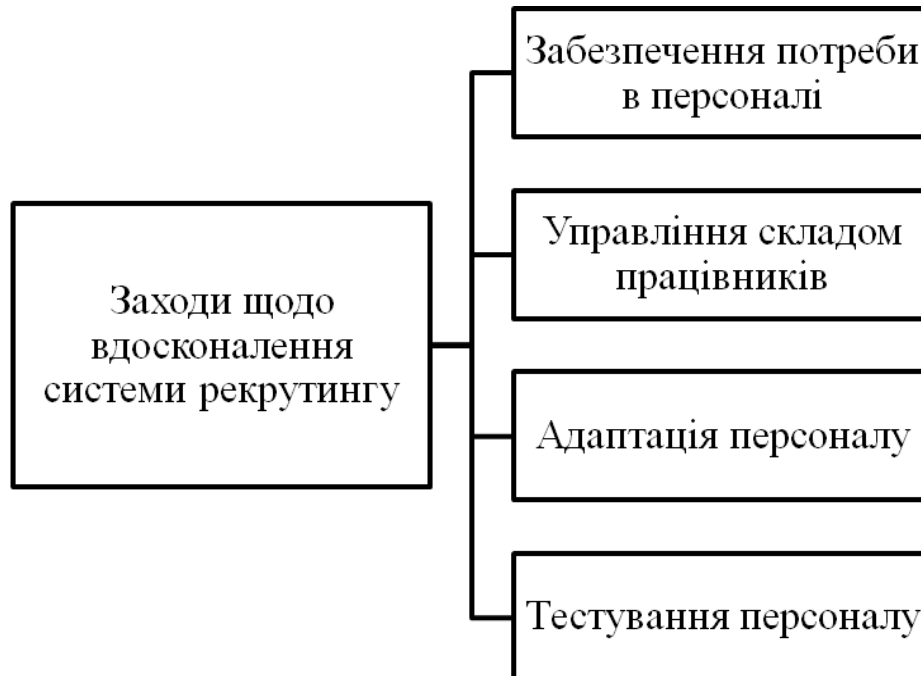 Забезпечення потреби
в персоналі
Управління складом
працівників
Заходи щодо
вдосконалення
системи рекрутингу
Адаптація персоналу
Тестування персоналу